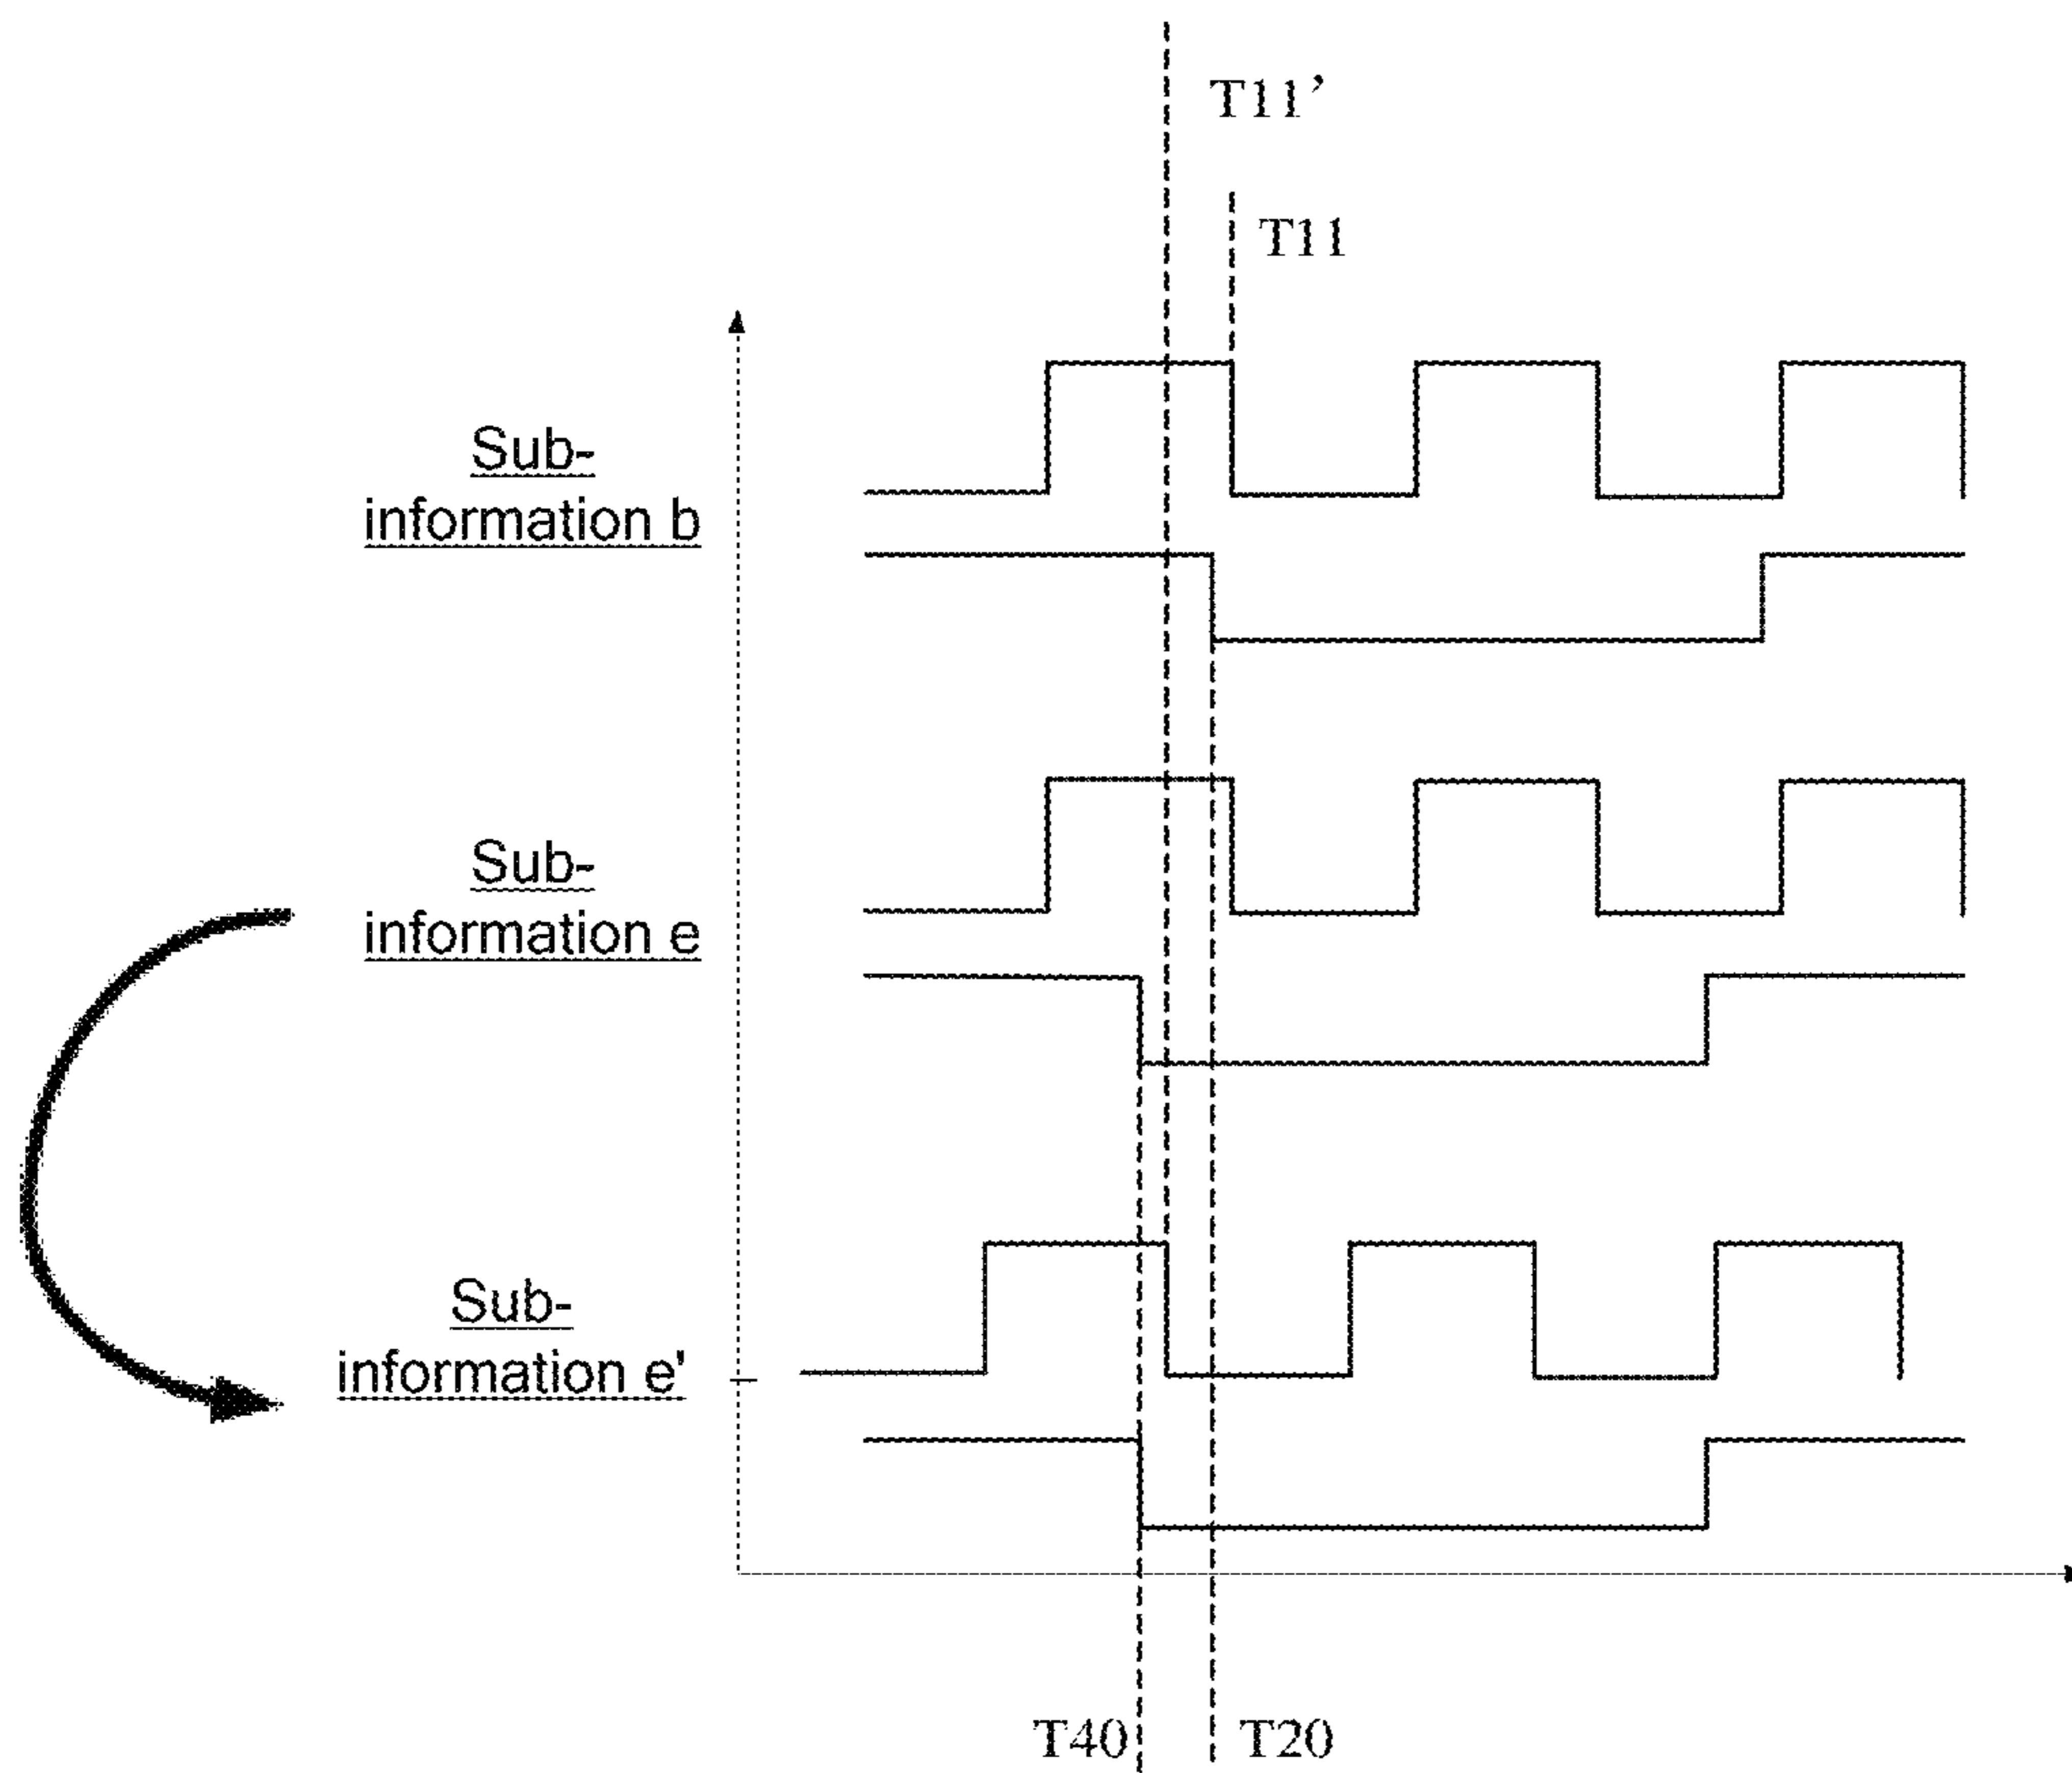 T11’
T11
Sub-
information b
Sub-
information e
Sub-
information e'
T40
T20